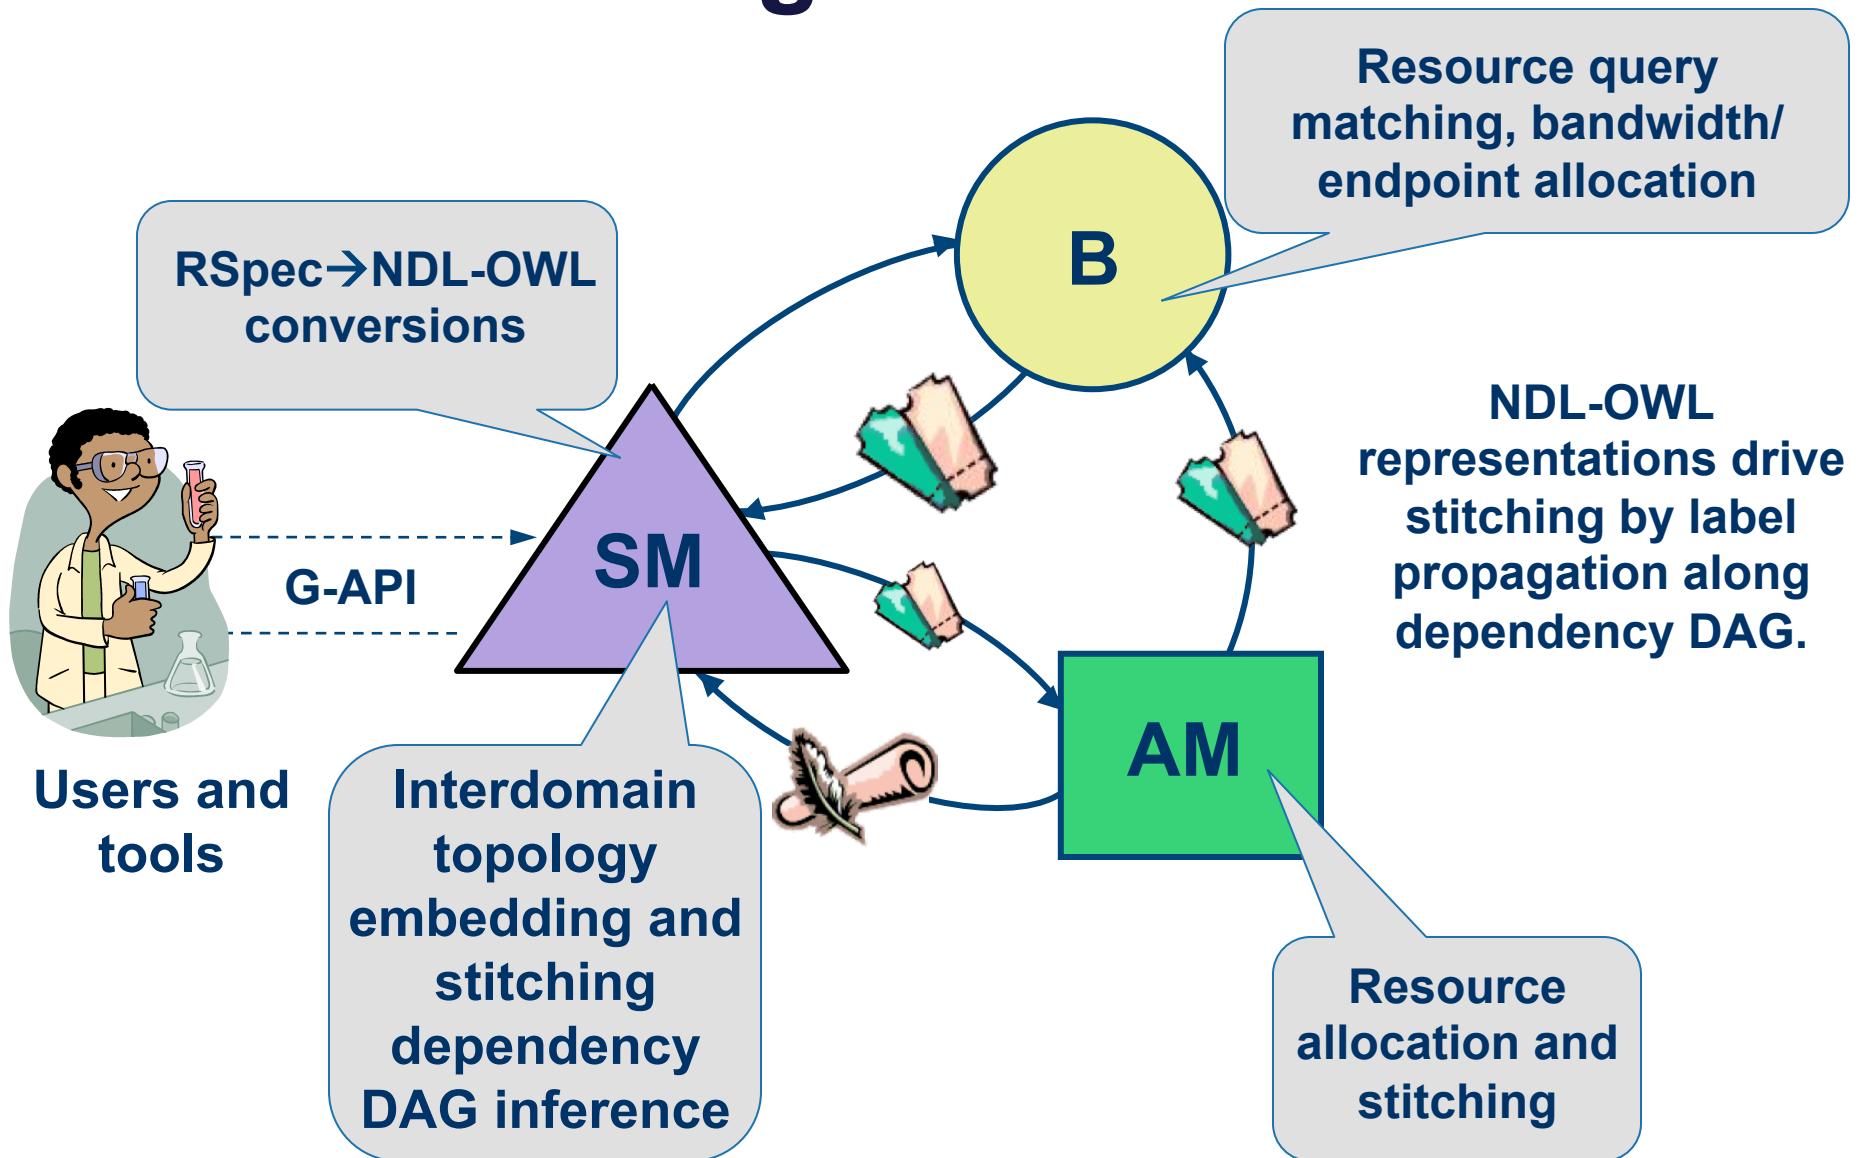 Resource query
matching, bandwidth/
endpoint allocation
B
RSpec→NDL-OWL
conversions
NDL-OWL
representations drive
stitching by label
propagation along
dependency DAG.
SM
G-API
AM
Users and
tools
Interdomain
topology
embedding and
stitching
dependency
DAG inference
Resource
allocation and
stitching